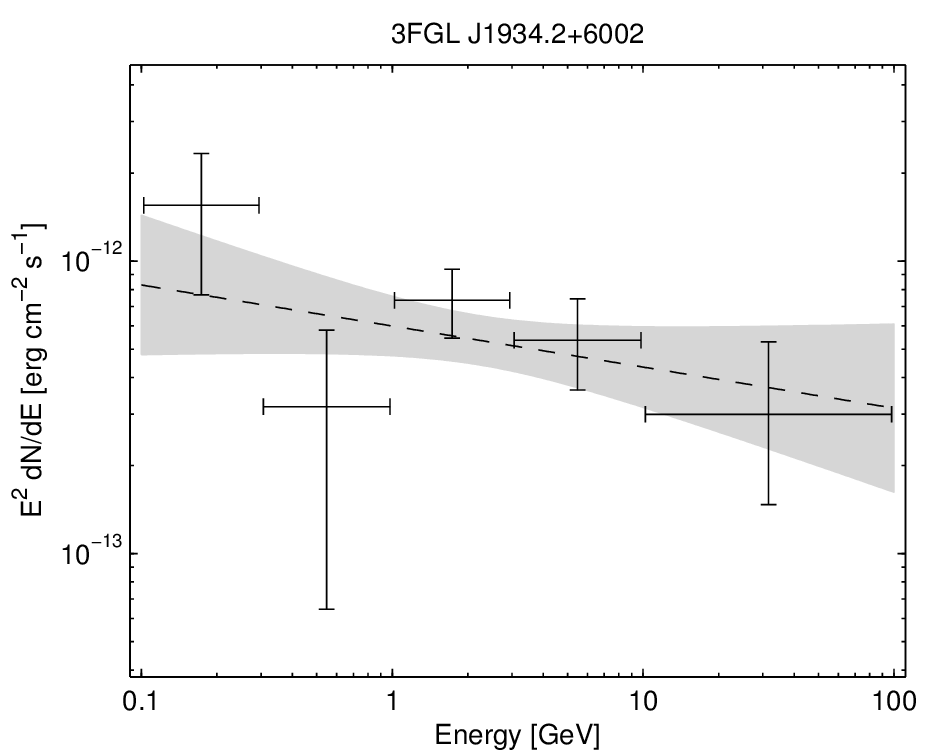 3FGL J1934.2+6002
E² dN/dE [erg cm⁻² s⁻¹]
10⁻¹²
10⁻¹³
0.1 1 10 100
Energy [GeV]